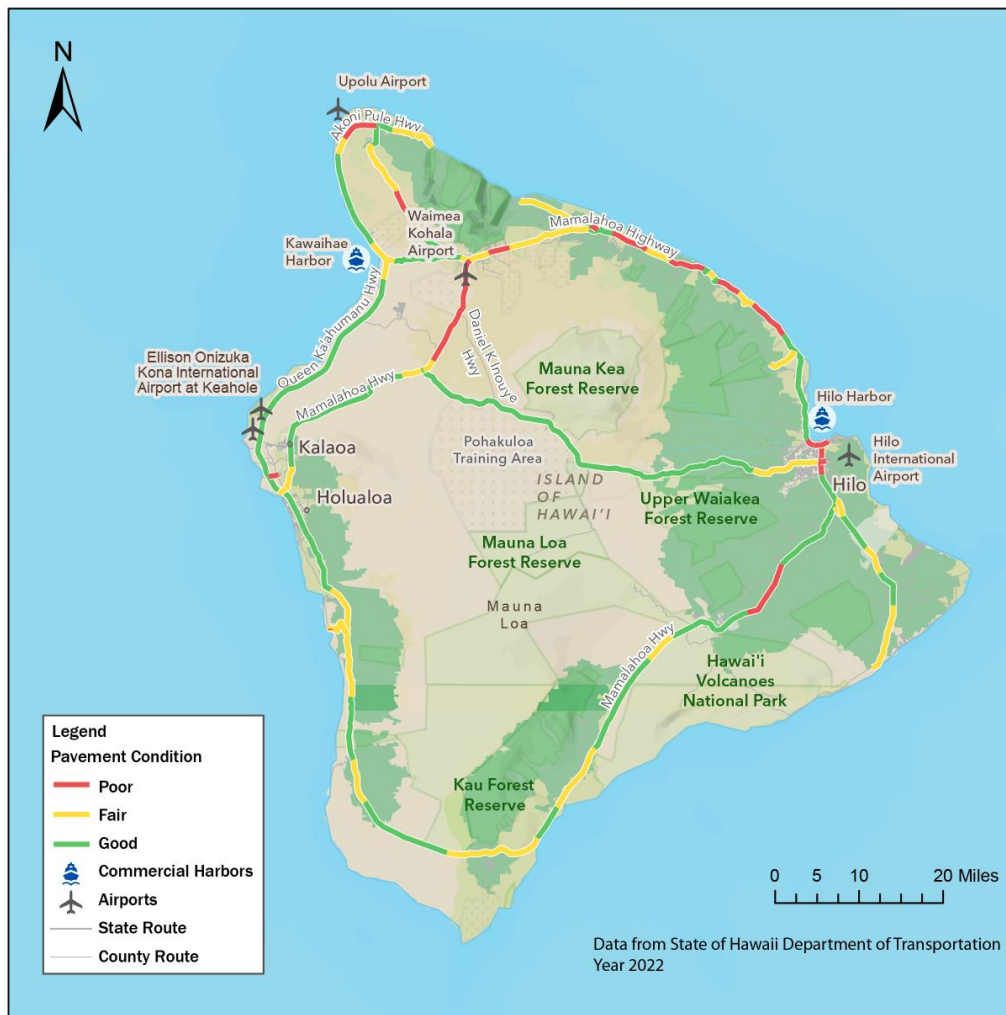 N
Upolu Airport
Akoni Pule Hwy
Waimea
Kohala
Airport
Mamalahoa Highway
Kawaihae
Harbor
Queen Ka'ahumanu Hwy
Daniel K Inouye
Hwy
Ellison Onizuka
Kona International
Airport at Keahole
Mamalahoa Hwy
Mauna Kea
Forest Reserve
Hilo Harbor
Kalaoa
Pohakuloa
Training Area
Hilo
International
Airport
Hilo
ISLAND
OF
HAWAI'I
Holualoa
Upper Waiakea
Forest Reserve
Mauna Loa
Forest Reserve
Mauna
Loa
Mamalahoa Hwy
Hawai'i
Volcanoes
National Park
Kau Forest
Reserve
Legend
Pavement Condition
Poor
Fair
Good
Commercial Harbors
Airports
State Route
County Route
0 5 10 20 Miles
Data from State of Hawaii Department of Transportation
Year 2022